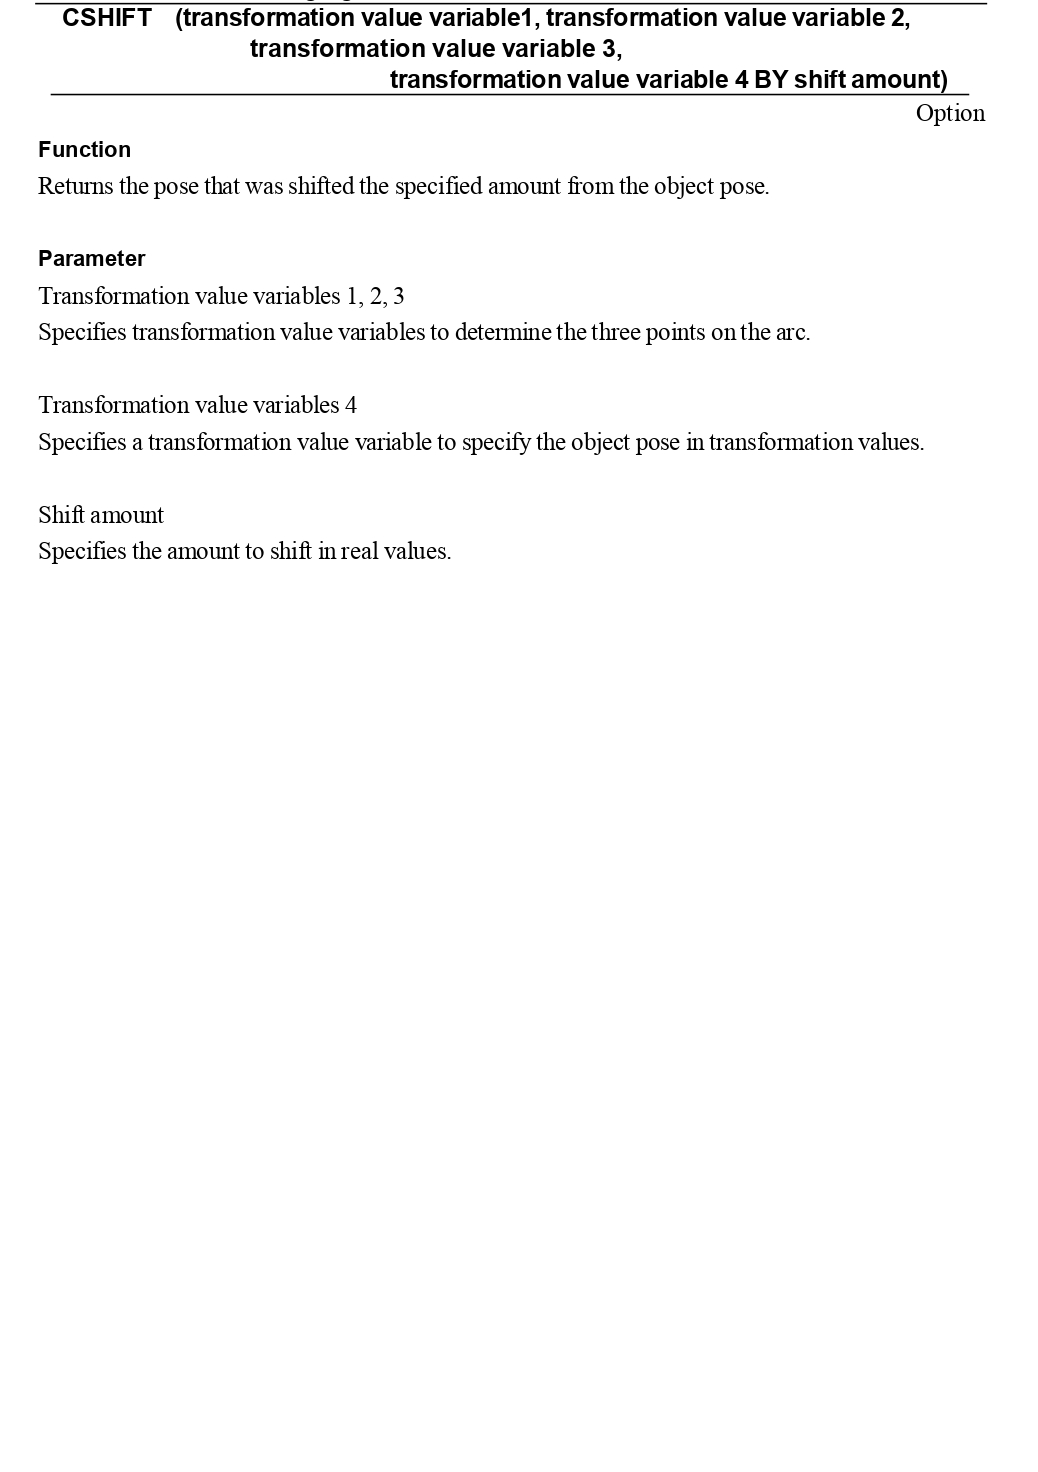 CSHIFT (transformation value variable1, transformation value variable 2,
transformation value variable 3,
transformation value variable 4 BY shift amount)
Option
Function
Returns the pose that was shifted the specified amount from the object pose.
Parameter
Transformation value variables 1, 2, 3
Specifies transformation value variables to determine the three points on the arc.
Transformation value variables 4
Specifies a transformation value variable to specify the object pose in transformation values.
Shift amount
Specifies the amount to shift in real values.